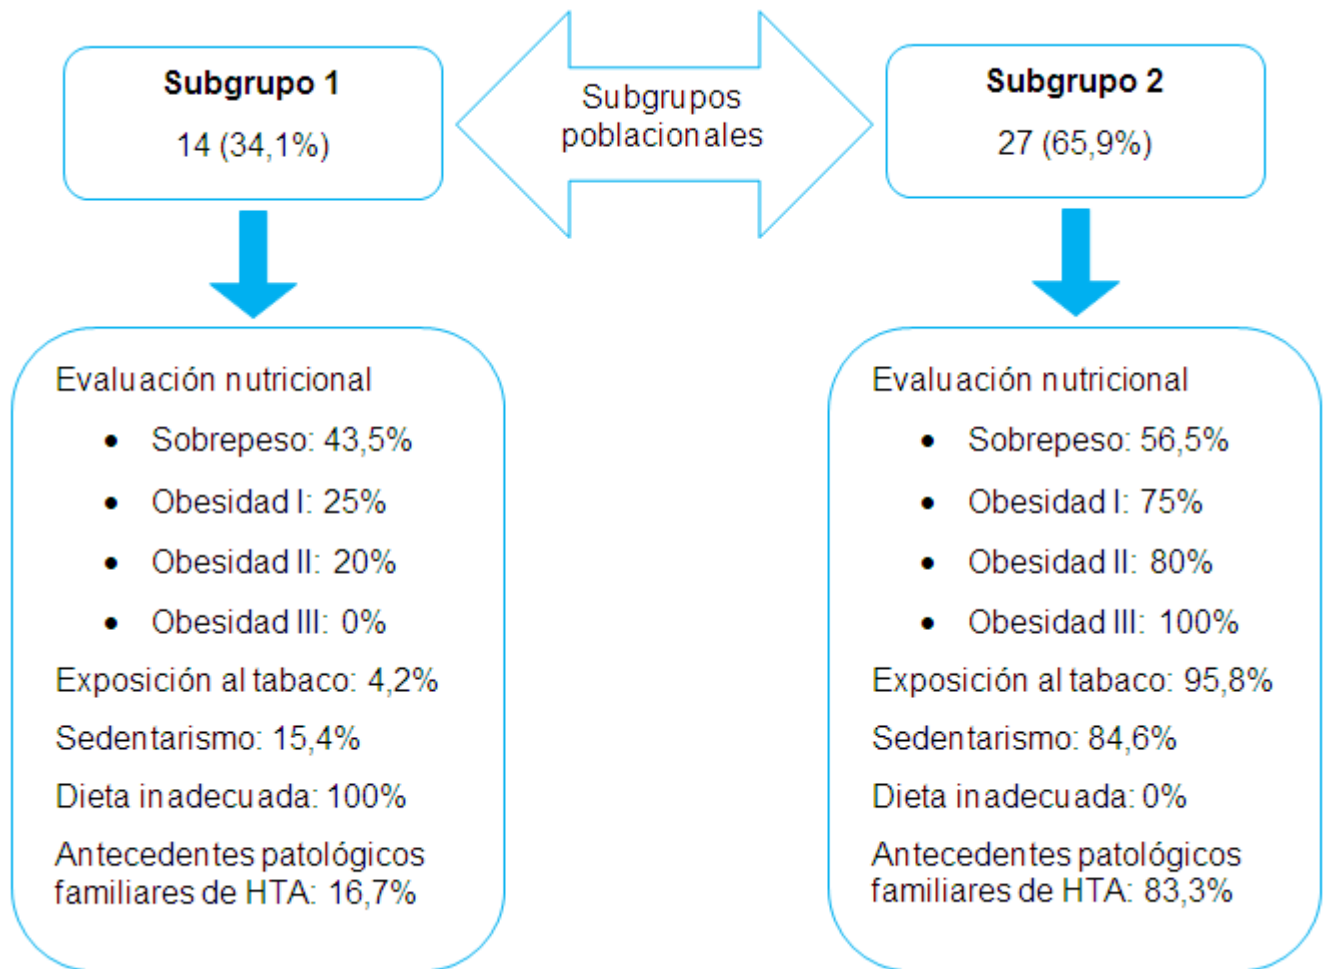 Subgrupo 1
14 (34,1%)
Subgrupos
poblacionales
Subgrupo 2
27 (65,9%)
Evaluación nutricional
• Sobrepeso: 43,5%
• Obesidad I: 25%
• Obesidad II: 20%
• Obesidad III: 0%
Exposición al tabaco: 4,2%
Sedentarismo: 15,4%
Dieta inadecuada: 100%
Antecedentes patológicos
familiares de HTA: 16,7%
Evaluación nutricional
• Sobrepeso: 56,5%
• Obesidad I: 75%
• Obesidad II: 80%
• Obesidad III: 100%
Exposición al tabaco: 95,8%
Sedentarismo: 84,6%
Dieta inadecuada: 0%
Antecedentes patológicos
familiares de HTA: 83,3%